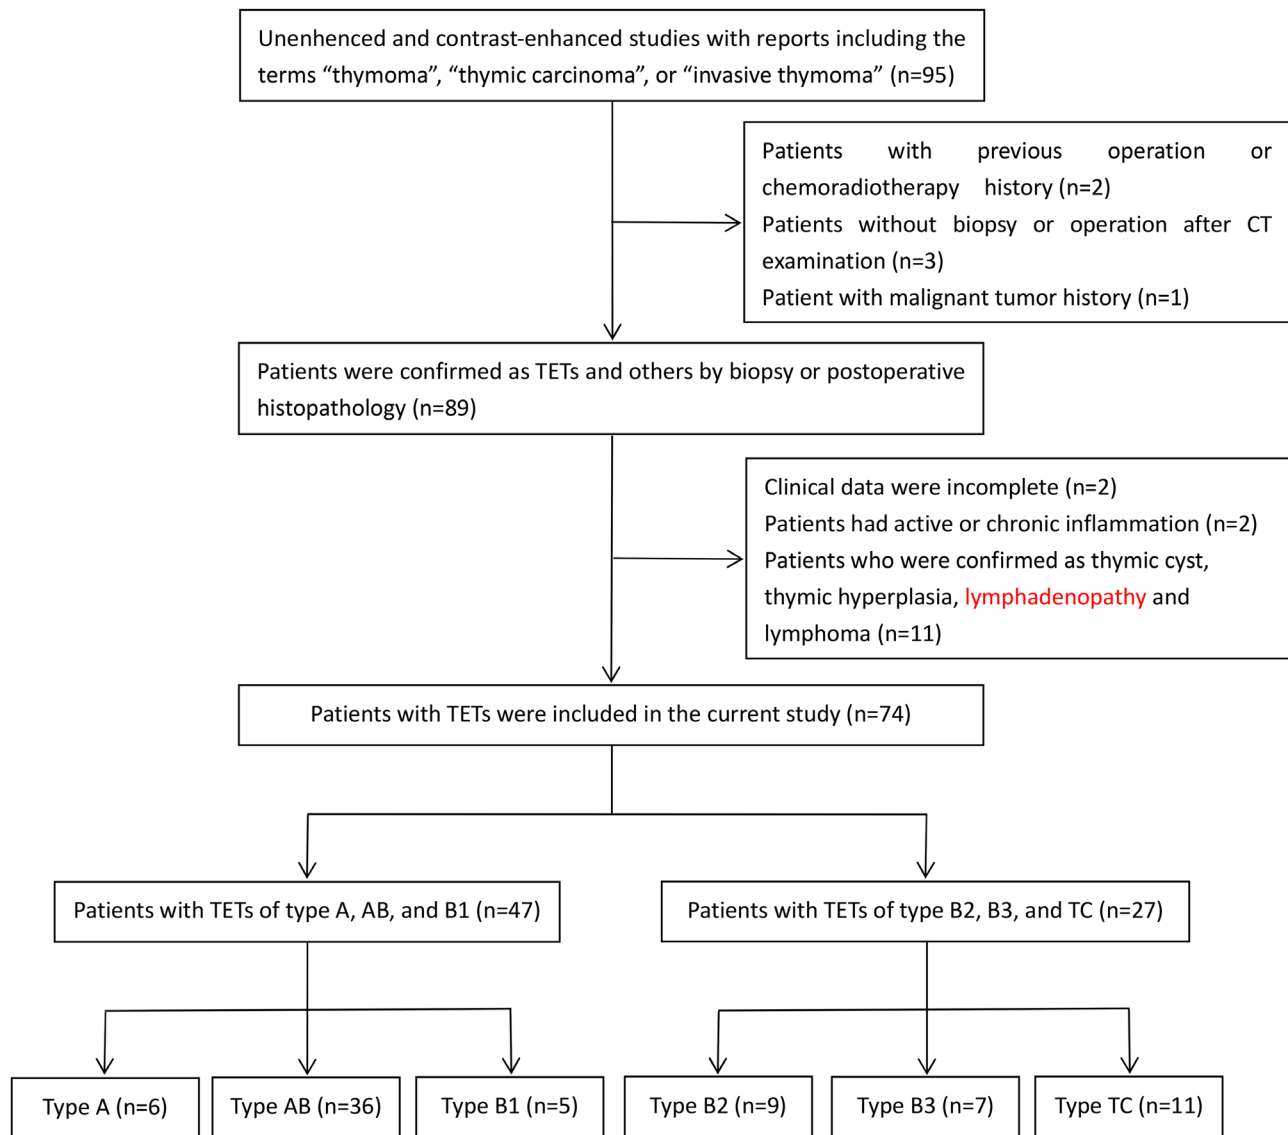 Unenhenced and contrast-enhanced studies with reports including the
terms “thymoma”, “thymic carcinoma”, or “invasive thymoma” (n=95)
Patients with previous operation or
chemoradiotherapy history (n=2)
Patients without biopsy or operation after CT
examination (n=3)
Patient with malignant tumor history (n=1)
Patients were confirmed as TETs and others by biopsy or postoperative
histopathology (n=89)
Clinical data were incomplete (n=2)
Patients had active or chronic inflammation (n=2)
Patients who were confirmed as thymic cyst,
thymic hyperplasia, lymphadenopathy and
lymphoma (n=11)
Patients with TETs were included in the current study (n=74)
Patients with TETs of type A, AB, and B1 (n=47)
Patients with TETs of type B2, B3, and TC (n=27)
Type A (n=6)
Type AB (n=36)
Type B1 (n=5)
Type B2 (n=9)
Type B3 (n=7)
Type TC (n=11)